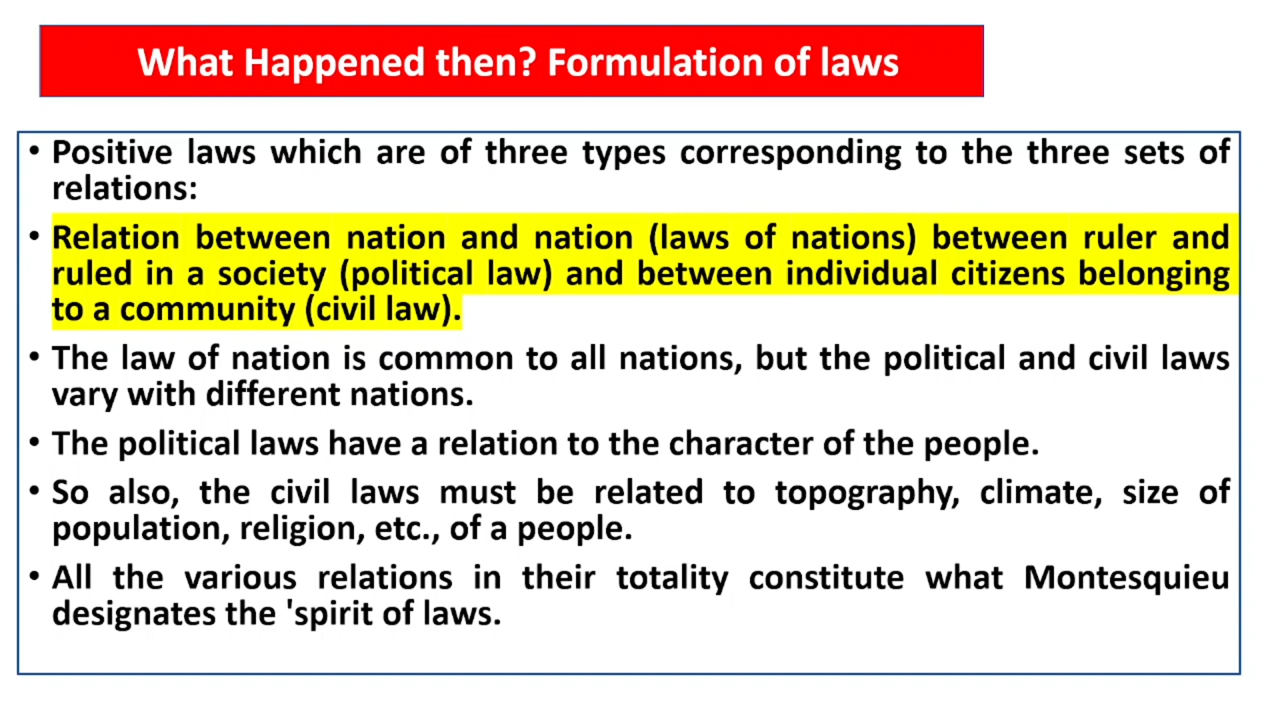 What Happened then? Formulation of laws
• Positive laws which are of three types corresponding to the three sets of
relations:
• Relation between nation and nation (laws of nations) between ruler and
ruled in a society (political law) and between individual citizens belonging
to a community (civil law).
• The law of nation is common to all nations, but the political and civil laws
vary with different nations.
• The political laws have a relation to the character of the people.
• So also, the civil laws must be related to topography, climate, size of
population, religion, etc., of a people.
• All the various relations in their totality constitute what Montesquieu
designates the 'spirit of laws.